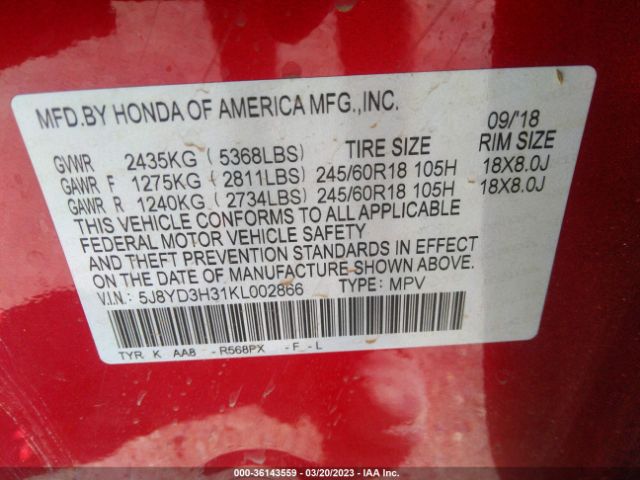 MFD.BY HONDA OF AMERICA MFG.,INC. 09/'18
GVWR 2435KG ( 5368LBS) TIRE SIZE RIM SIZE
GAWR F 1275KG ( 2811LBS) 245/60R18 105H 18X8.0J
GAWR R 1240KG ( 2734LBS) 245/60R18 105H 18X8.0J
THIS VEHICLE CONFORMS TO ALL APPLICABLE
FEDERAL MOTOR VEHICLE SAFETY
AND THEFT PREVENTION STANDARDS IN EFFECT
ON THE DATE OF MANUFACTURE SHOWN ABOVE.
V.I.N.: 5J8YD3H31KL002866 TYPE: MPV
TYR K AA8 -R568PX -F -L
000-36143559 — 03/20/2023 — IAA Inc.